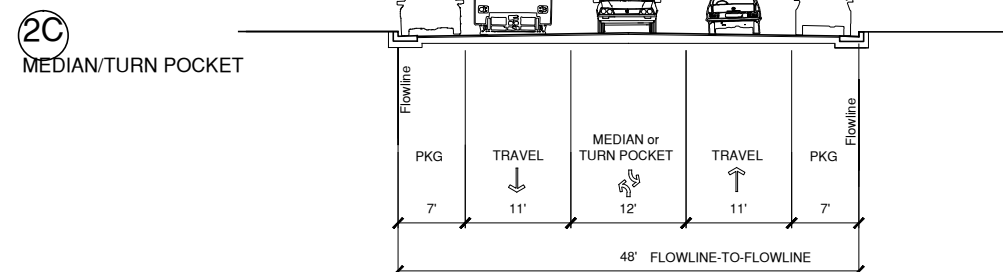 2C
MEDIAN/TURN POCKET
Flowline
Flowline
PKG
TRAVEL
MEDIAN or
TURN POCKET
TRAVEL
PKG
7'
11'
12'
11'
7'
48' FLOWLINE-TO-FLOWLINE